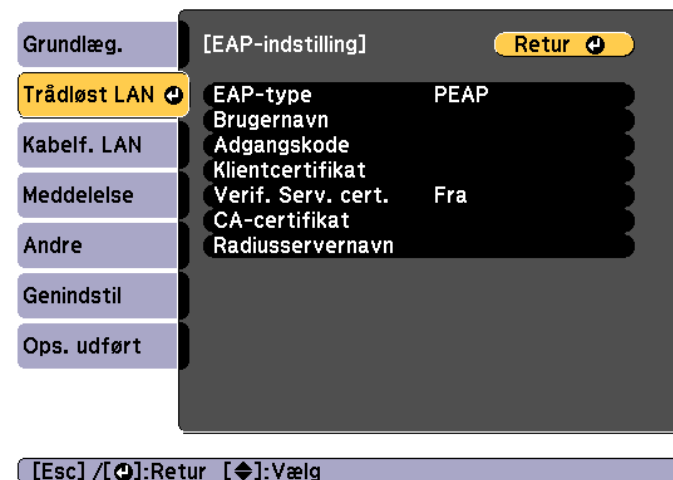 Grundlæg.
[EAP-indstilling] Retur
Trådløst LAN
EAP-type PEAP
Brugernavn
Kabelf. LAN
Adgangskode
Klientcertifikat
Meddelelse
Verif. Serv. cert. Fra
CA-certifikat
Andre
Radiusservernavn
Genindstil
Ops. udført
[Esc] /[ ]:Retur [ ]:Vælg